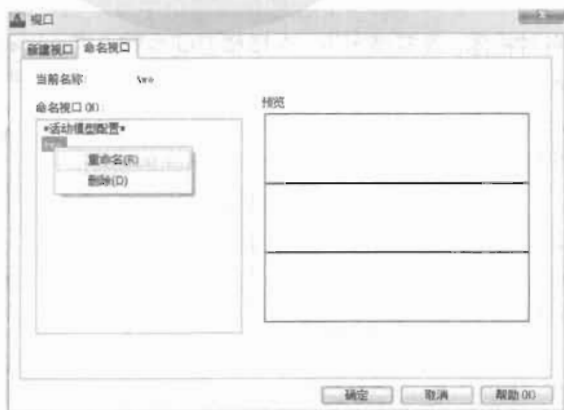 视口
新建视口 命名视口
当前名称:
命名视口(N): 预览
*活动模型配置*
重命名(R)
删除(D)
确定 取消 帮助(H)